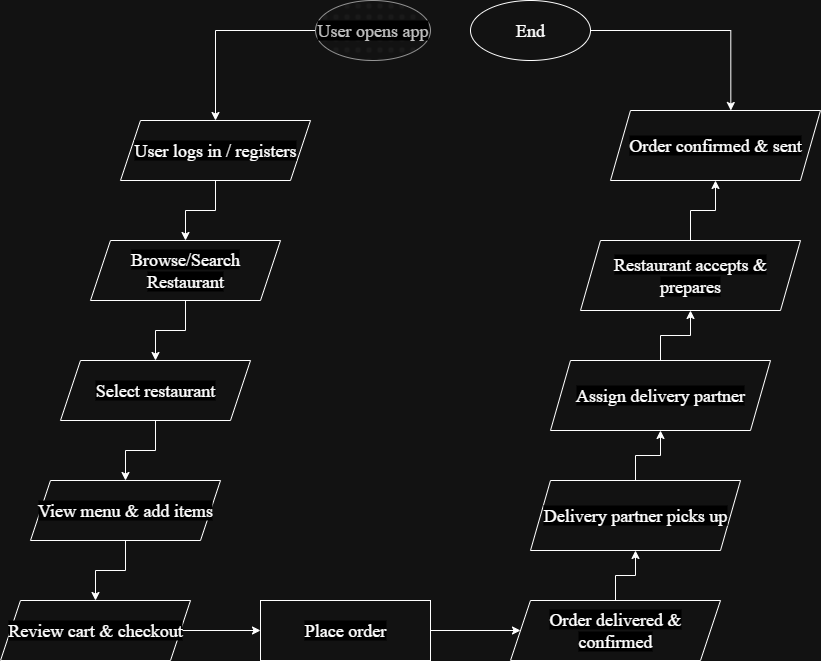 User opens app
End
User logs in / registers
Order confirmed & sent
Browse/Search
Restaurant
Restaurant accepts &
prepares
Select restaurant
Assign delivery partner
View menu & add items
Delivery partner picks up
Review cart & checkout
Place order
Order delivered &
confirmed